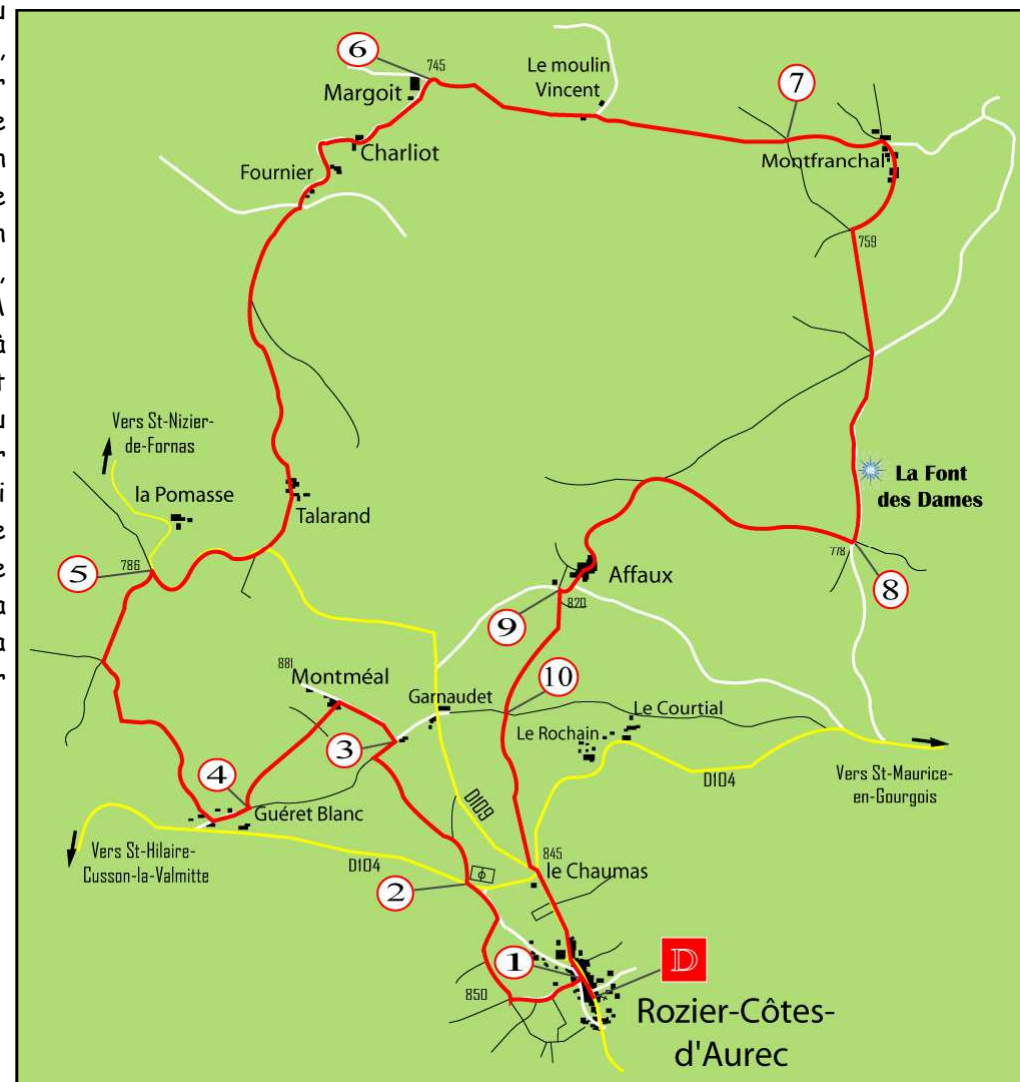 6
745
Margoit
Le moulin
Vincent
7
Montfranchal
Charliot
Fournier
759
Vers St-Nizier-
de-Fornas
la Pomasse
Talarand
La Font
des Dames
5
786
778
8
Affaux
820
9
881
Montméal
Garnaudet
10
Le Courtial
Le Rochain
3
4
Guéret Blanc
D109
D104
Vers St-Maurice-
en-Gourgois
Vers St-Hilaire-
Cusson-la-Valmitte
D104
845
le Chaumas
2
1
D
850
Rozier-Côtes-
d'Aurec